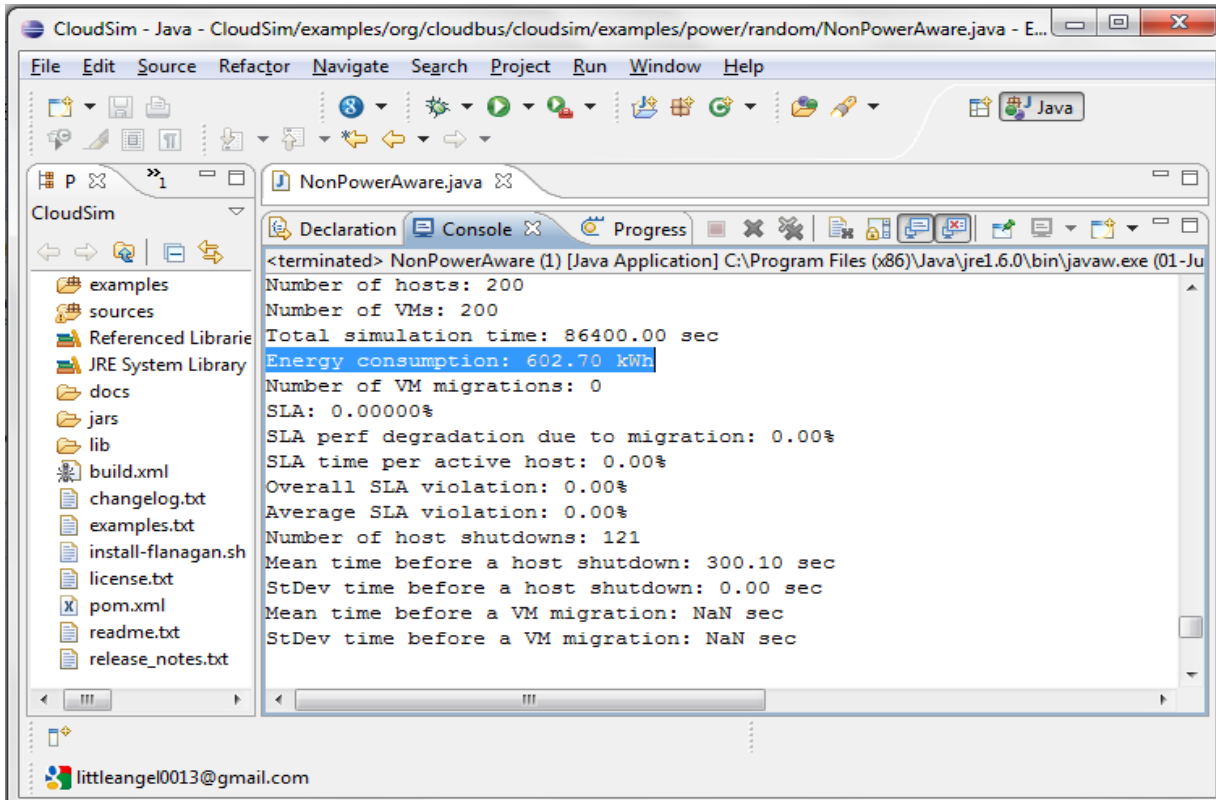 CloudSim - Java - CloudSim/examples/org/cloudbus/cloudsim/examples/power/random/NonPowerAware.java - E...
File Edit Source Refactor Navigate Search Project Run Window Help
8
Java
P
»1
NonPowerAware.java
CloudSim
Declaration Console Progress
<terminated> NonPowerAware (1) [Java Application] C:\Program Files (x86)\Java\jre1.6.0\bin\javaw.exe (01-Ju
examples
sources
Referenced Librarie
JRE System Library
docs
jars
lib
build.xml
changelog.txt
examples.txt
install-flanagan.sh
license.txt
pom.xml
readme.txt
release_notes.txt
Number of hosts: 200
Number of VMs: 200
Total simulation time: 86400.00 sec
Energy consumption: 602.70 kWh
Number of VM migrations: 0
SLA: 0.00000%
SLA perf degradation due to migration: 0.00%
SLA time per active host: 0.00%
Overall SLA violation: 0.00%
Average SLA violation: 0.00%
Number of host shutdowns: 121
Mean time before a host shutdown: 300.10 sec
StDev time before a host shutdown: 0.00 sec
Mean time before a VM migration: NaN sec
StDev time before a VM migration: NaN sec
littleangel0013@gmail.com